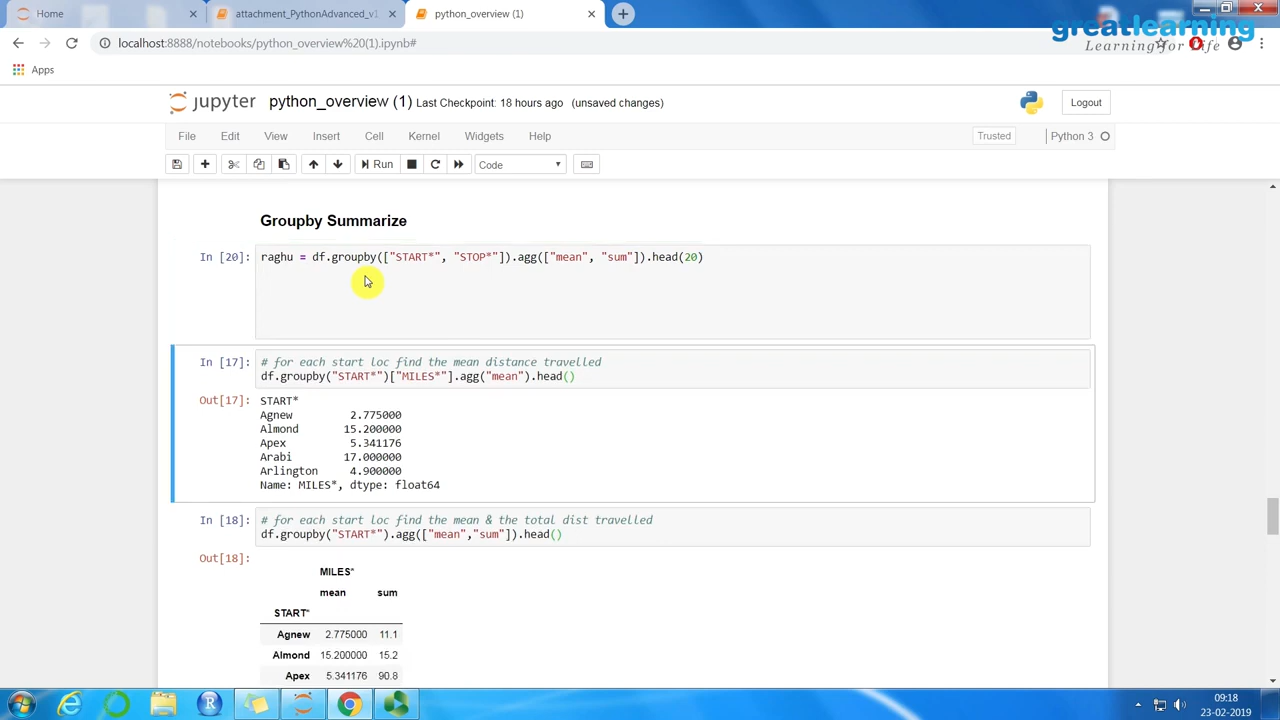 Home
attachment_PythonAdvanced_v1
python_overview (1)
localhost:8888/notebooks/python_overview%20(1).ipynb#
greatlearning
Learning for Life
Apps
jupyter
python_overview (1) Last Checkpoint: 18 hours ago (unsaved changes)
Logout
File Edit View Insert Cell Kernel Widgets Help
Trusted
Python 3
Run
Code
Groupby Summarize
In [20]: raghu = df.groupby(["START*", "STOP*"]).agg(["mean", "sum"]).head(20)
In [17]: # for each start loc find the mean distance travelled
df.groupby("START*")["MILES*"].agg("mean").head()
Out[17]: START*
Agnew 2.775000
Almond 15.200000
Apex 5.341176
Arabi 17.000000
Arlington 4.900000
Name: MILES*, dtype: float64
In [18]: # for each start loc find the mean & the total dist travelled
df.groupby("START*").agg(["mean","sum"]).head()
Out[18]:
MILES*
mean sum
START*
Agnew 2.775000 11.1
Almond 15.200000 15.2
Apex 5.341176 90.8
09:18
23-02-2019